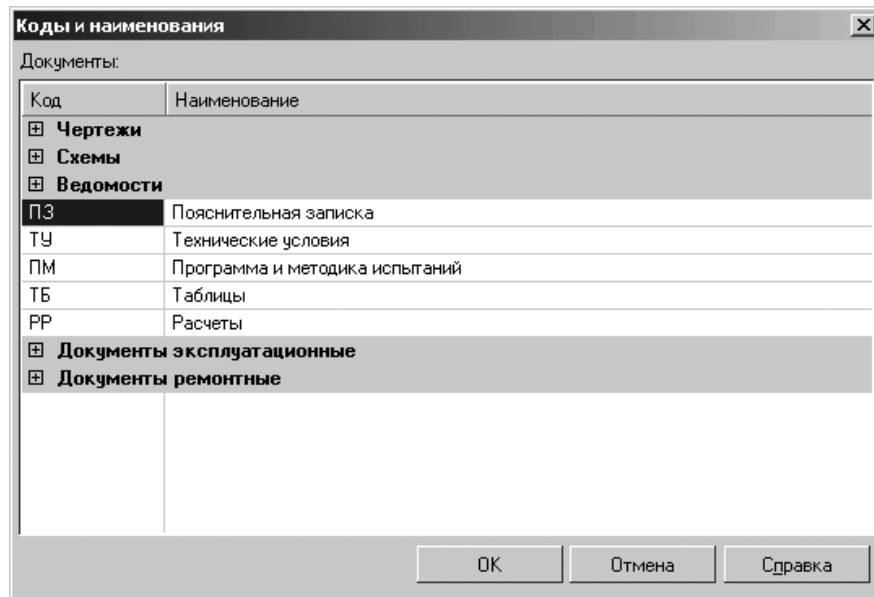 Коды и наименования
Документы:
Код Наименование
Чертежи
Схемы
Ведомости
ПЗ Пояснительная записка
ТУ Технические условия
ПМ Программа и методика испытаний
ТБ Таблицы
РР Расчеты
Документы эксплуатационные
Документы ремонтные
OK Отмена Справка